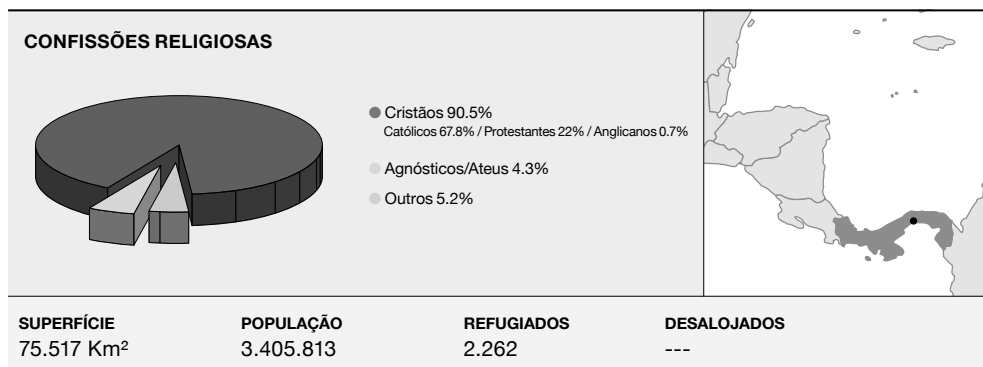 CONFISSÕES RELIGIOSAS
Cristãos 90.5%
Católicos 67.8% / Protestantes 22% / Anglicanos 0.7%
Agnósticos/Ateus 4.3%
Outros 5.2%
SUPERFÍCIE
75.517 Km²
POPULAÇÃO
3.405.813
REFUGIADOS
2.262
DESALOJADOS
---